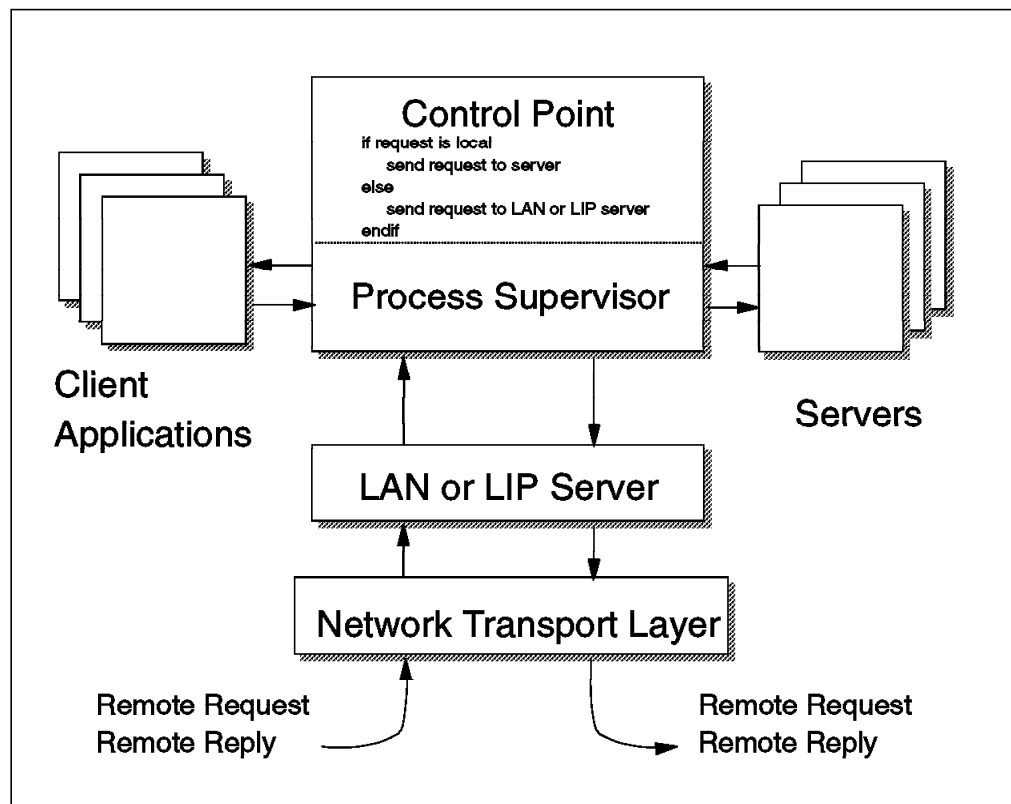 Control Point
if request is local
send request to server
else
send request to LAN or LIP server
endif
Process Supervisor
Client
Applications
Servers
LAN or LIP Server
Network Transport Layer
Remote Request
Remote Reply
Remote Request
Remote Reply